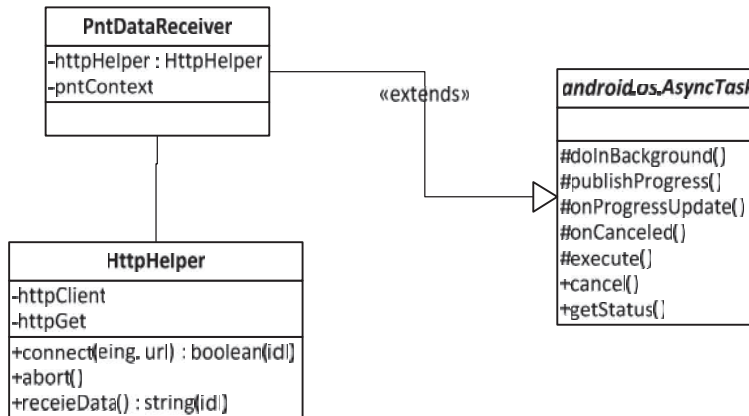 PntDataReceiver
-httpHelper : HttpHelper
-pntContext
«extends»
android.os.AsyncTask
#doInBackground()
#publishProgress()
#onProgressUpdate()
#onCanceled()
#execute()
+cancel()
+getStatus()
HttpHelper
-httpClient
-httpGet
+connect(eing. url) : boolean(idl)
+abort()
+receieData() : string(idl)